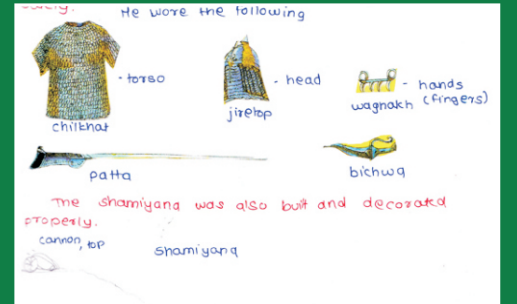 He wore the following
- torso
- head
- hands
(fingers)
chilkhat
jiretop
wagnakh
patta
bichwa
The shamiyana was also built and decorated
properly.
cannon, top
shamiyana